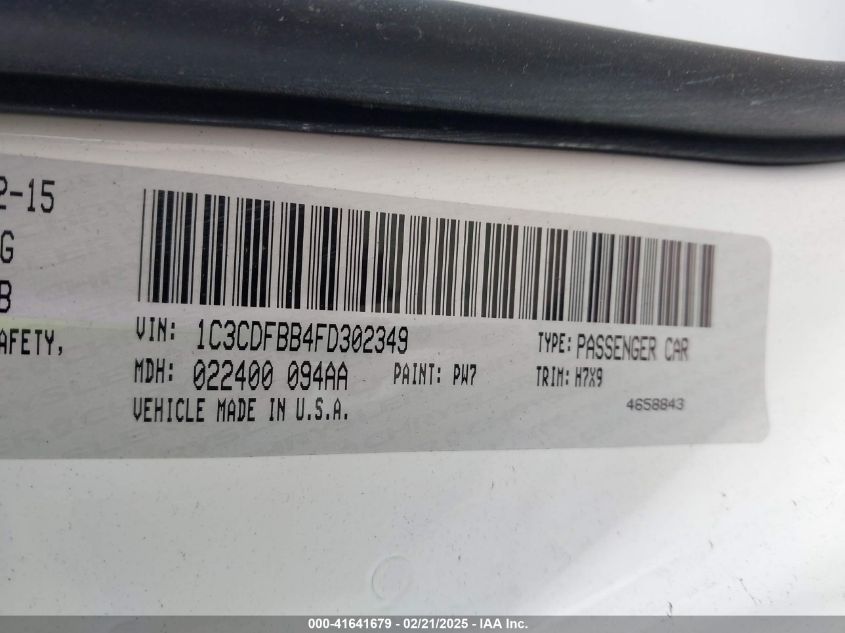 2-15
G
B
AFETY,
VIN: 1C3CDFBB4FD302349
TYPE: PASSENGER CAR
MDH: 022400 094AA
PAINT: PW7
TRIM: H7X9
VEHICLE MADE IN U.S.A.
4658843
000-41641679 / 02/21/2025 - IAA Inc.